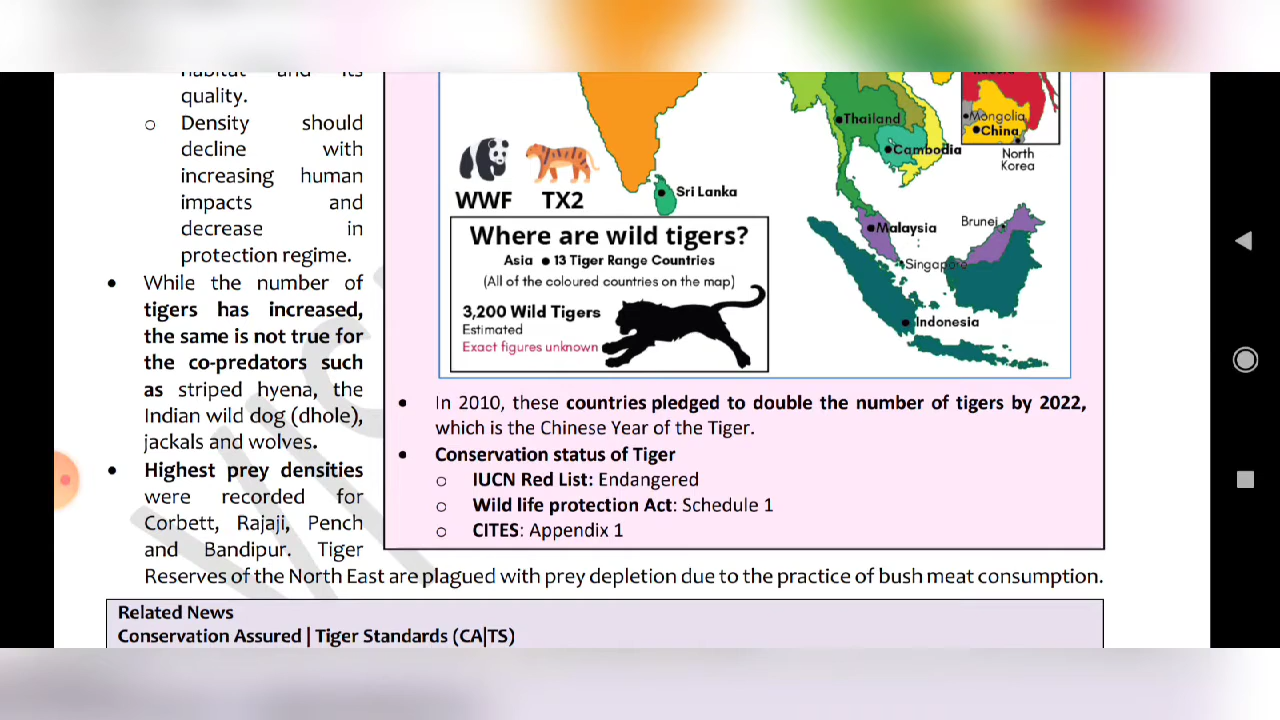 habitat and its
quality.
o Density should
decline with
increasing human
impacts and
decrease in
protection regime.
• While the number of
tigers has increased,
the same is not true for
the co-predators such
as striped hyena, the
Indian wild dog (dhole),
jackals and wolves.
• Highest prey densities
were recorded for
Corbett, Rajaji, Pench
and Bandipur. Tiger
Reserves of the North East are plagued with prey depletion due to the practice of bush meat consumption.
Russia
Mongolia
China
North
Korea
Thailand
Cambodia
WWF TX2
Sri Lanka
Malaysia
Brunei
Singapore
Indonesia
Where are wild tigers?
Asia • 13 Tiger Range Countries
(All of the coloured countries on the map)
3,200 Wild Tigers
Estimated
Exact figures unknown
• In 2010, these countries pledged to double the number of tigers by 2022,
which is the Chinese Year of the Tiger.
• Conservation status of Tiger
o IUCN Red List: Endangered
o Wild life protection Act: Schedule 1
o CITES: Appendix 1
Related News
Conservation Assured | Tiger Standards (CA|TS)